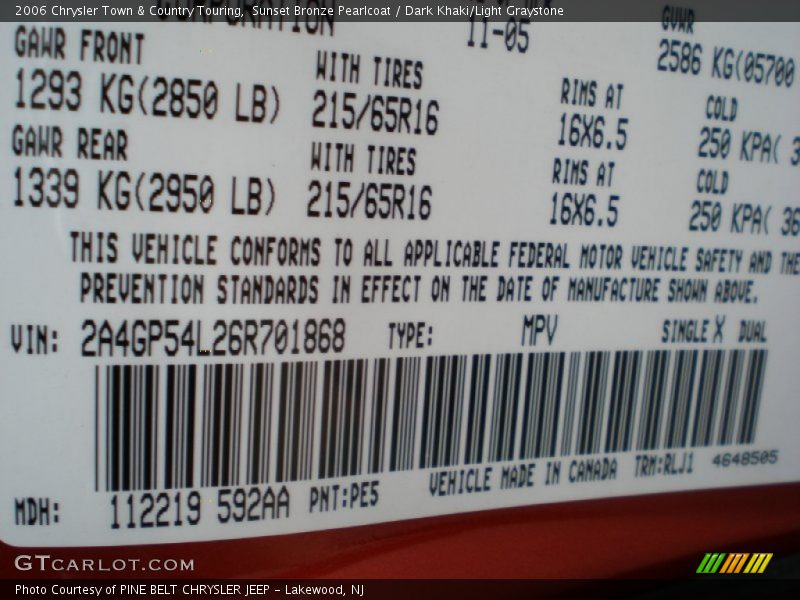 2006 Chrysler Town & Country Touring, Sunset Bronze Pearlcoat / Dark Khaki/Light Graystone
CORPORATION 11-05 GVWR
GAWR FRONT WITH TIRES RIMS AT COLD 2586 KG(05700
1293 KG(2850 LB) 215/65R16 16X6.5 250 KPA( 3
GAWR REAR WITH TIRES RIMS AT COLD
1339 KG(2950 LB) 215/65R16 16X6.5 250 KPA( 36
THIS VEHICLE CONFORMS TO ALL APPLICABLE FEDERAL MOTOR VEHICLE SAFETY AND THE
PREVENTION STANDARDS IN EFFECT ON THE DATE OF MANUFACTURE SHOWN ABOVE.
VIN: 2A4GP54L26R701868 TYPE: MPV SINGLE X DUAL
MDH: 112219 592AA PNT:PE5 VEHICLE MADE IN CANADA TRM:RLJ1 4648505
GTCARLOT.COM
Photo Courtesy of PINE BELT CHRYSLER JEEP - Lakewood, NJ